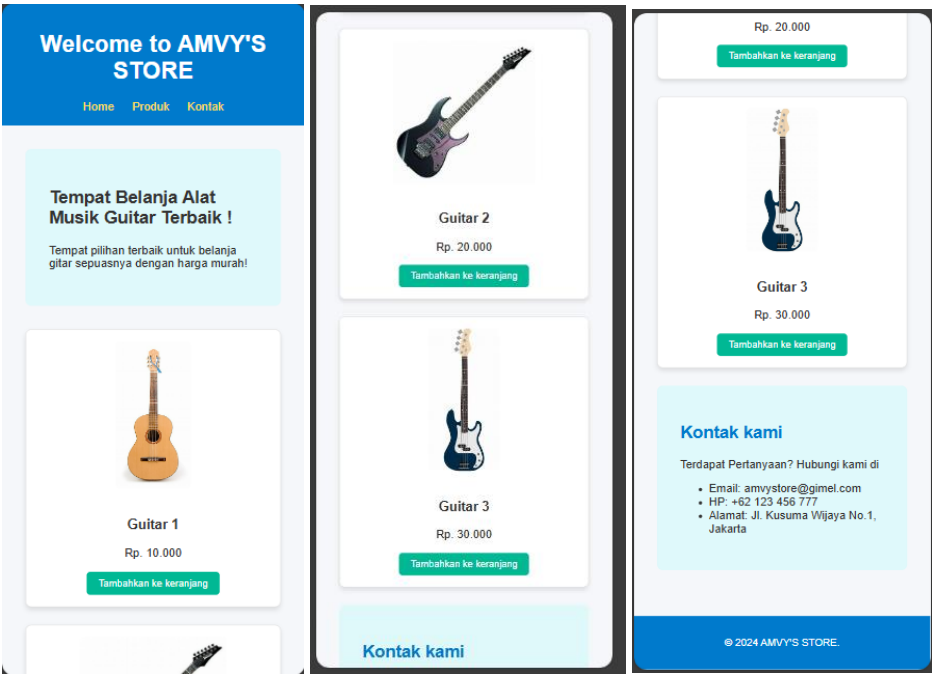 Welcome to AMVY'S
STORE
Home Produk Kontak
Tempat Belanja Alat
Musik Guitar Terbaik !
Tempat pilihan terbaik untuk belanja
gitar sepuasnya dengan harga murah!
Guitar 1
Rp. 10.000
Tambahkan ke keranjang
Guitar 2
Rp. 20.000
Tambahkan ke keranjang
Guitar 3
Rp. 30.000
Tambahkan ke keranjang
Kontak kami
Rp. 20.000
Tambahkan ke keranjang
Guitar 3
Rp. 30.000
Tambahkan ke keranjang
Kontak kami
Terdapat Pertanyaan? Hubungi kami di
• Email: amvystore@gimel.com
• HP: +62 123 456 777
• Alamat: Jl. Kusuma Wijaya No.1,
Jakarta
© 2024 AMVY'S STORE.